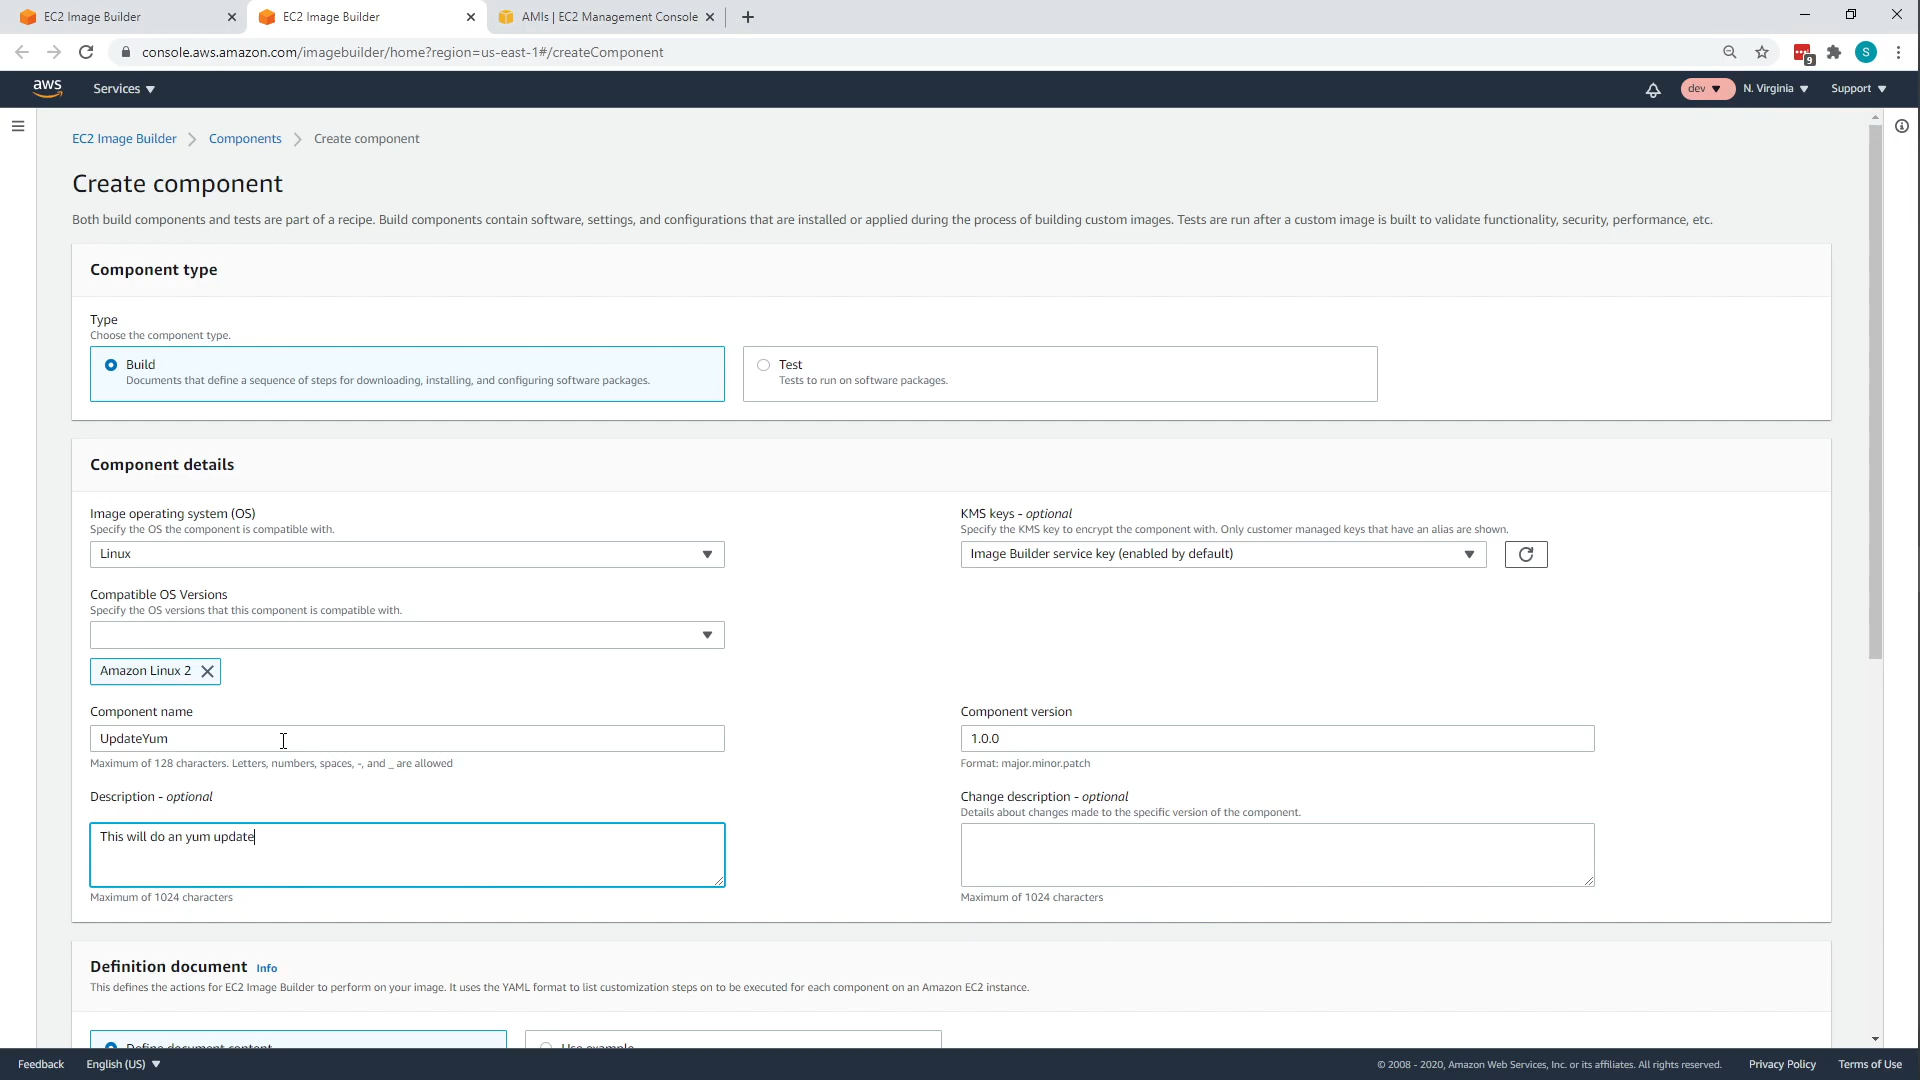 EC2 Image Builder
EC2 Image Builder
AMIs | EC2 Management Console
console.aws.amazon.com/imagebuilder/home?region=us-east-1#/createComponent
9
S
aws
Services
dev
N. Virginia
Support
EC2 Image Builder
Components
Create component
Create component
Both build components and tests are part of a recipe. Build components contain software, settings, and configurations that are installed or applied during the process of building custom images. Tests are run after a custom image is built to validate functionality, security, performance, etc.
Component type
Type
Choose the component type.
Build
Documents that define a sequence of steps for downloading, installing, and configuring software packages.
Test
Tests to run on software packages.
Component details
Image operating system (OS)
Specify the OS the component is compatible with.
Linux
KMS keys - optional
Specify the KMS key to encrypt the component with. Only customer managed keys that have an alias are shown.
Image Builder service key (enabled by default)
Compatible OS Versions
Specify the OS versions that this component is compatible with.
Amazon Linux 2
Component name
UpdateYum
Maximum of 128 characters. Letters, numbers, spaces, -, and _ are allowed
Component version
1.0.0
Format: major.minor.patch
Description - optional
This will do an yum update
Maximum of 1024 characters
Change description - optional
Details about changes made to the specific version of the component.
Maximum of 1024 characters
Definition document Info
This defines the actions for EC2 Image Builder to perform on your image. It uses the YAML format to list customization steps on to be executed for each component on an Amazon EC2 instance.
Define document content
Use example
Feedback
English (US)
© 2008 - 2020, Amazon Web Services, Inc. or its affiliates. All rights reserved.
Privacy Policy
Terms of Use